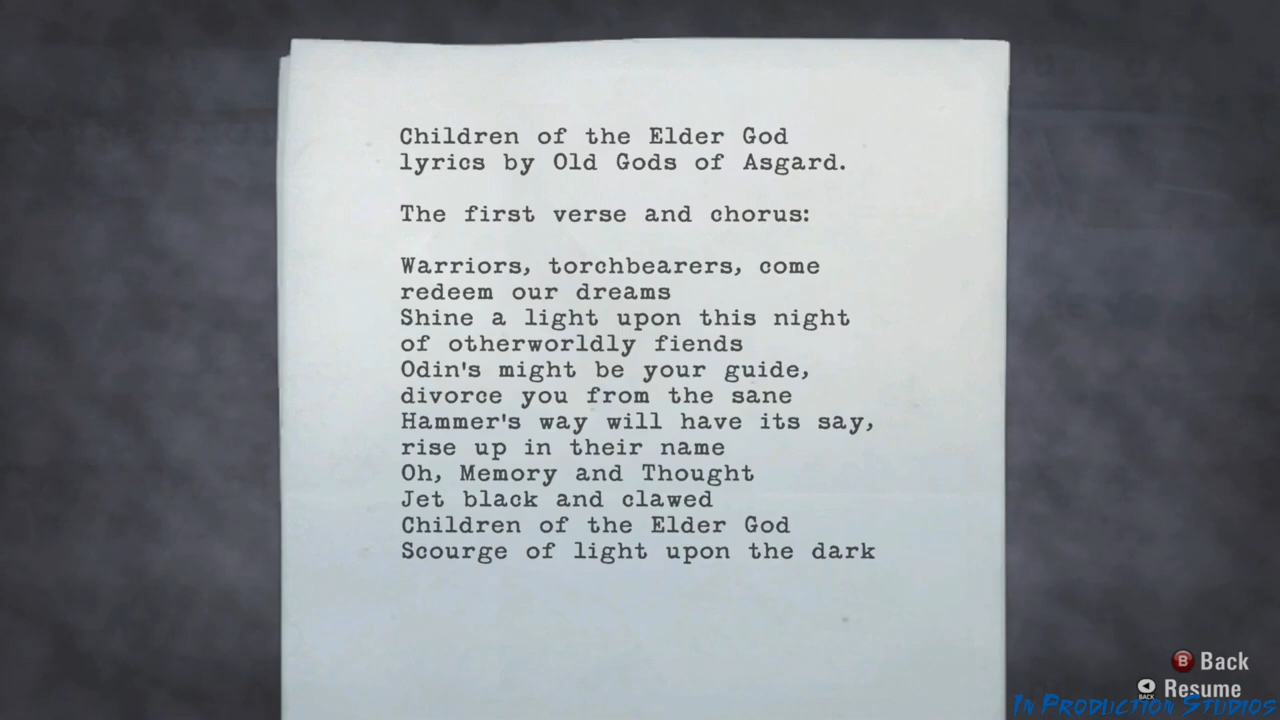 Children of the Elder God
lyrics by Old Gods of Asgard.
The first verse and chorus:
Warriors, torchbearers, come
redeem our dreams
Shine a light upon this night
of otherworldly fiends
Odin's might be your guide,
divorce you from the sane
Hammer's way will have its say,
rise up in their name
Oh, Memory and Thought
Jet black and clawed
Children of the Elder God
Scourge of light upon the dark
B Back
BACK Resume
In Production Studios